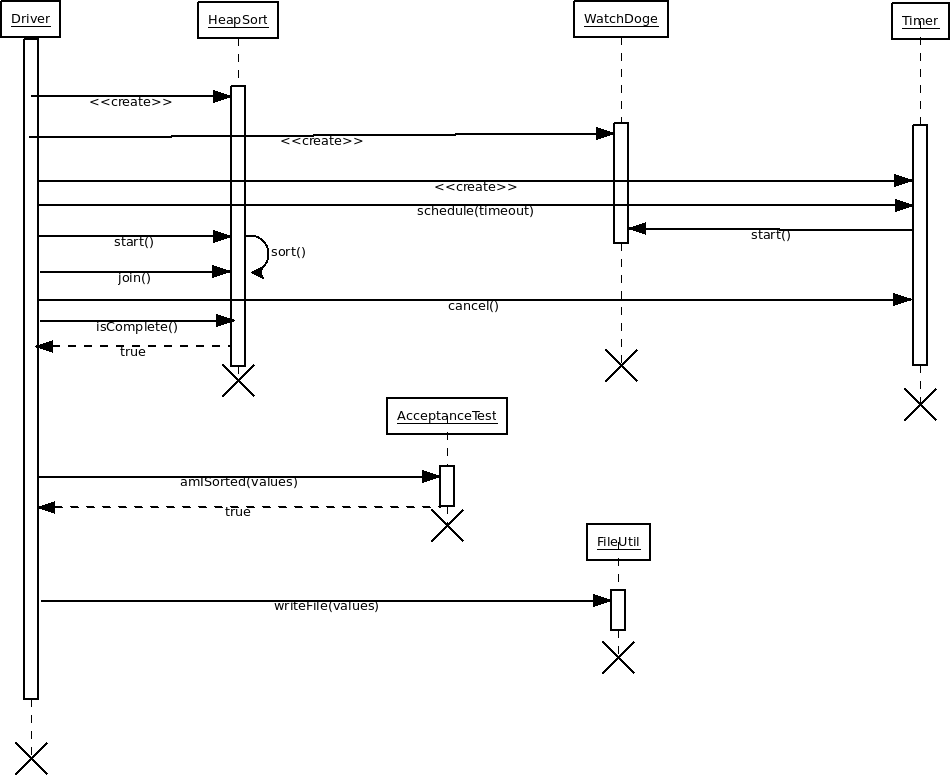 Driver
HeapSort
WatchDoge
Timer
<<create>>
<<create>>
<<create>>
schedule(timeout)
start()
start()
sort()
join()
cancel()
isComplete()
true
AcceptanceTest
amISorted(values)
true
FileUtil
writeFile(values)